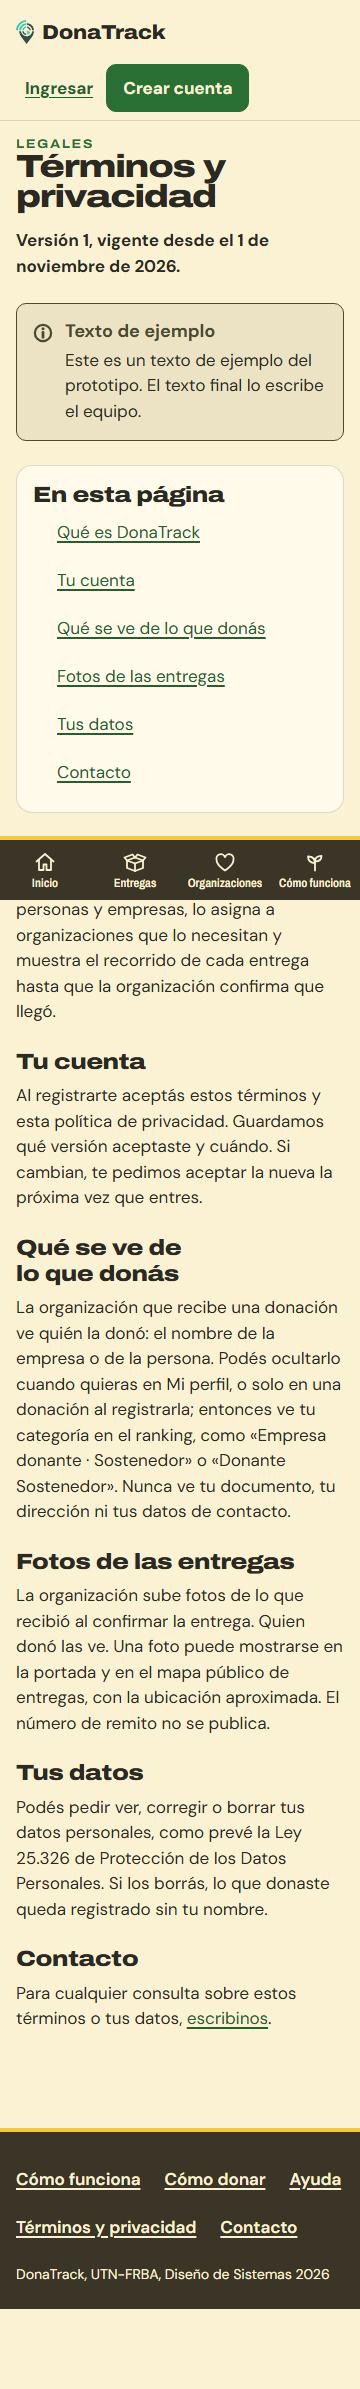 DonaTrack
Ingresar
Crear cuenta
LEGALES
Términos y
privacidad
Versión 1, vigente desde el 1 de
noviembre de 2026.
Texto de ejemplo
Este es un texto de ejemplo del
prototipo. El texto final lo escribe
el equipo.
En esta página
Qué es DonaTrack
Tu cuenta
Qué se ve de lo que donás
Fotos de las entregas
Tus datos
Contacto
Inicio
Entregas
Organizaciones
Cómo funciona
personas y empresas, lo asigna a
organizaciones que lo necesitan y
muestra el recorrido de cada entrega
hasta que la organización confirma que
llegó.
Tu cuenta
Al registrarte aceptás estos términos y
esta política de privacidad. Guardamos
qué versión aceptaste y cuándo. Si
cambian, te pedimos aceptar la nueva la
próxima vez que entres.
Qué se ve de
lo que donás
La organización que recibe una donación
ve quién la donó: el nombre de la
empresa o de la persona. Podés ocultarlo
cuando quieras en Mi perfil, o solo en una
donación al registrarla; entonces ve tu
categoría en el ranking, como «Empresa
donante · Sostenedor» o «Donante
Sostenedor». Nunca ve tu documento, tu
dirección ni tus datos de contacto.
Fotos de las entregas
La organización sube fotos de lo que
recibió al confirmar la entrega. Quien
donó las ve. Una foto puede mostrarse en
la portada y en el mapa público de
entregas, con la ubicación aproximada. El
número de remito no se publica.
Tus datos
Podés pedir ver, corregir o borrar tus
datos personales, como prevé la Ley
25.326 de Protección de los Datos
Personales. Si los borrás, lo que donaste
queda registrado sin tu nombre.
Contacto
Para cualquier consulta sobre estos
términos o tus datos, escribinos.
Cómo funciona
Cómo donar
Ayuda
Términos y privacidad
Contacto
DonaTrack, UTN-FRBA, Diseño de Sistemas 2026